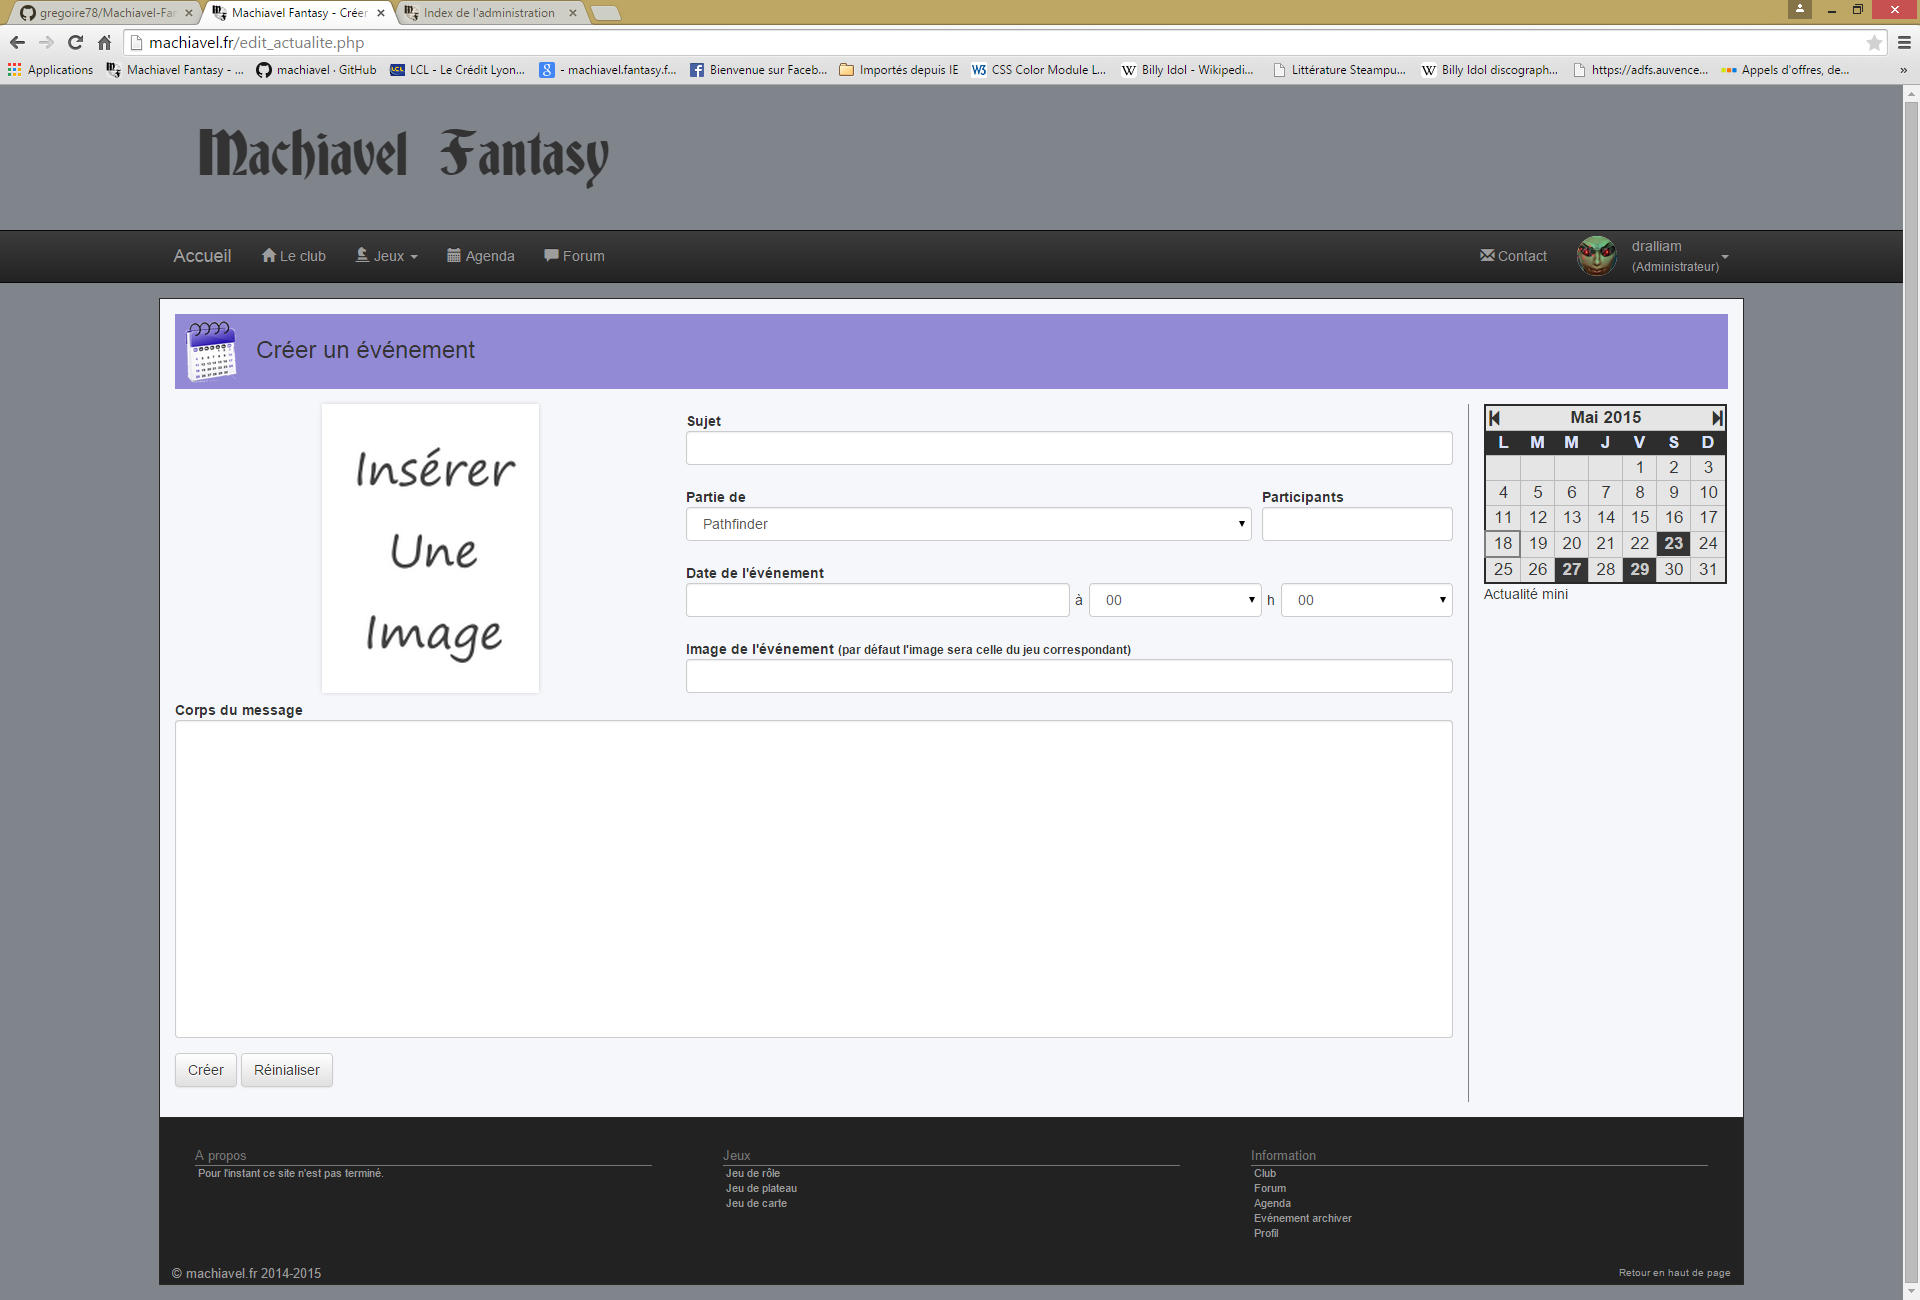 gregoire78/Machiavel-Fan
Machiavel Fantasy - Créer
Index de l'administration
machiavel.fr/edit_actualite.php
Applications
Machiavel Fantasy - ...
machiavel · GitHub
LCL - Le Crédit Lyon...
- machiavel.fantasy.f...
Bienvenue sur Faceb...
Importés depuis IE
CSS Color Module L...
Billy Idol - Wikipedi...
Littérature Steampu...
Billy Idol discograph...
https://adfs.auvence...
Appels d'offres, de...
»
Machiavel Fantasy
Accueil
Le club
Jeux
Agenda
Forum
Contact
dralliam
(Administrateur)
Créer un événement
Insérer
Une
Image
Sujet
Partie de
Participants
Pathfinder
Date de l'événement
à
00
h
00
Image de l'événement (par défaut l'image sera celle du jeu correspondant)
Corps du message
Créer
Réinialiser
Mai 2015
L M M J V S D
1 2 3
4 5 6 7 8 9 10
11 12 13 14 15 16 17
18 19 20 21 22 23 24
25 26 27 28 29 30 31
Actualité mini
A propos
Pour l'instant ce site n'est pas terminé.
Jeux
Jeu de rôle
Jeu de plateau
Jeu de carte
Information
Club
Forum
Agenda
Evénement archiver
Profil
© machiavel.fr 2014-2015
Retour en haut de page